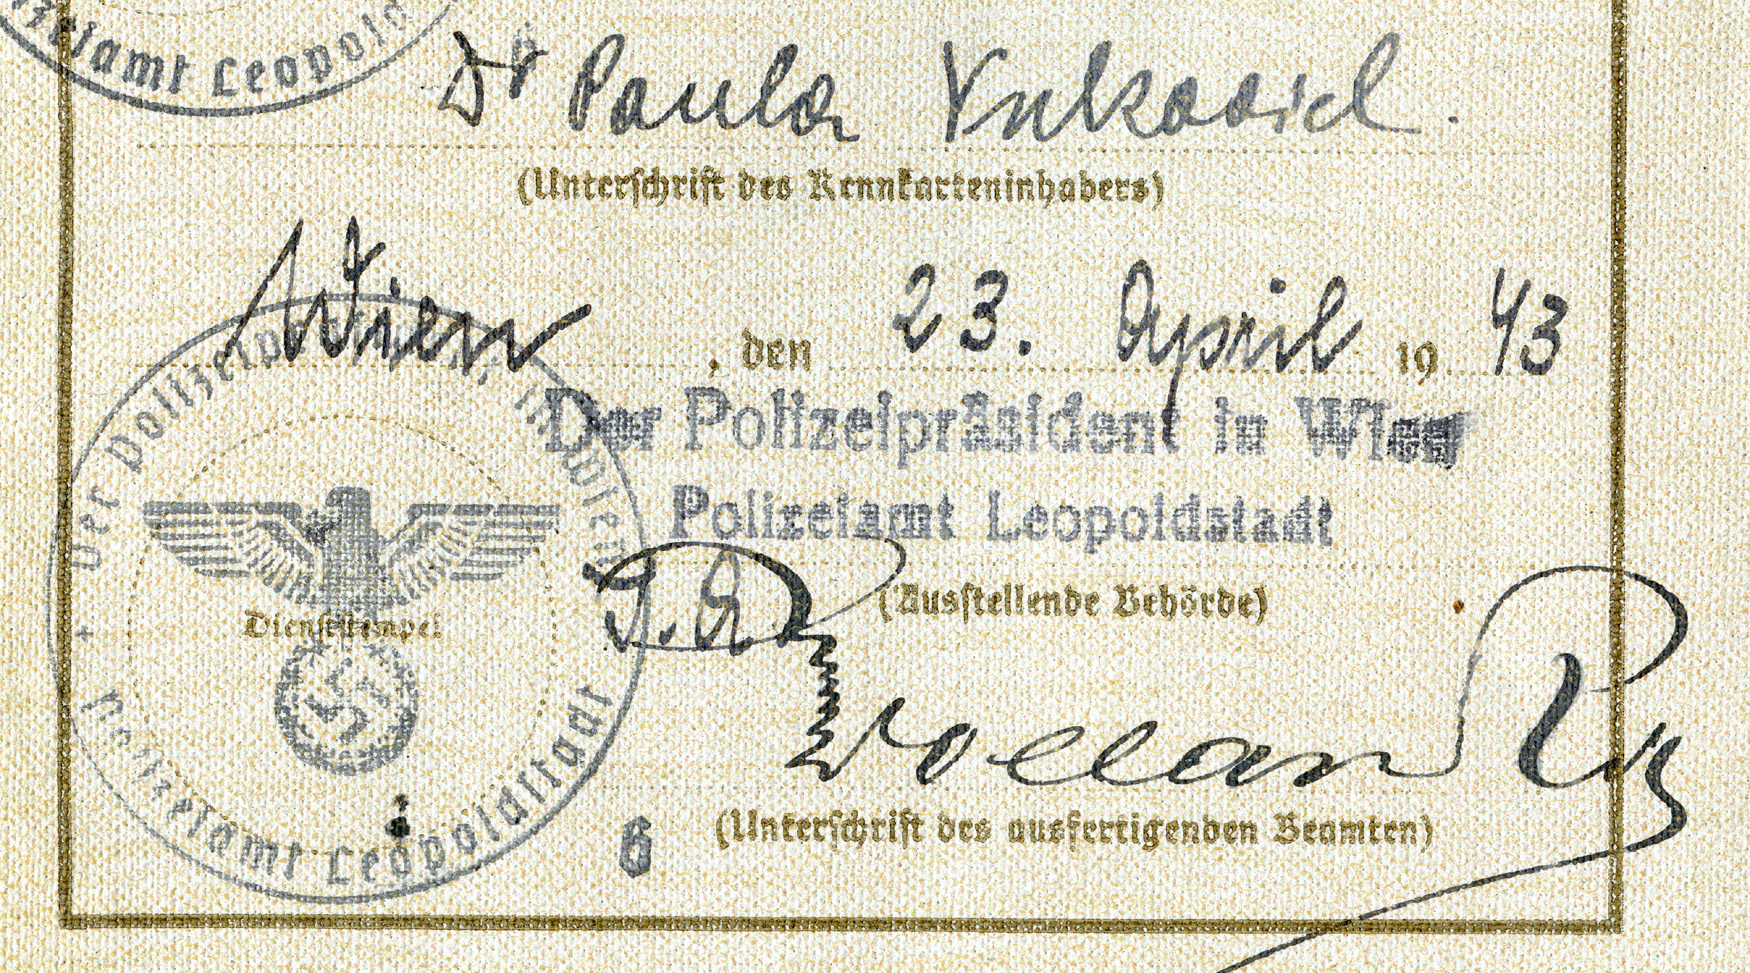 Polizeiamt Leopold
Dr Paula Vukovich.
(Unterschrift des Kennkarteninhabers)
Wien, den 23. April 1943
Der Polizeipräsident in Wien
Polizeiamt Leopoldstadt
(Ausstellende Behörde)
Der Polizeipräsident in Wien
Dienststempel
Polizeiamt Leopoldstadt
6
(Unterschrift des ausfertigenden Beamten)